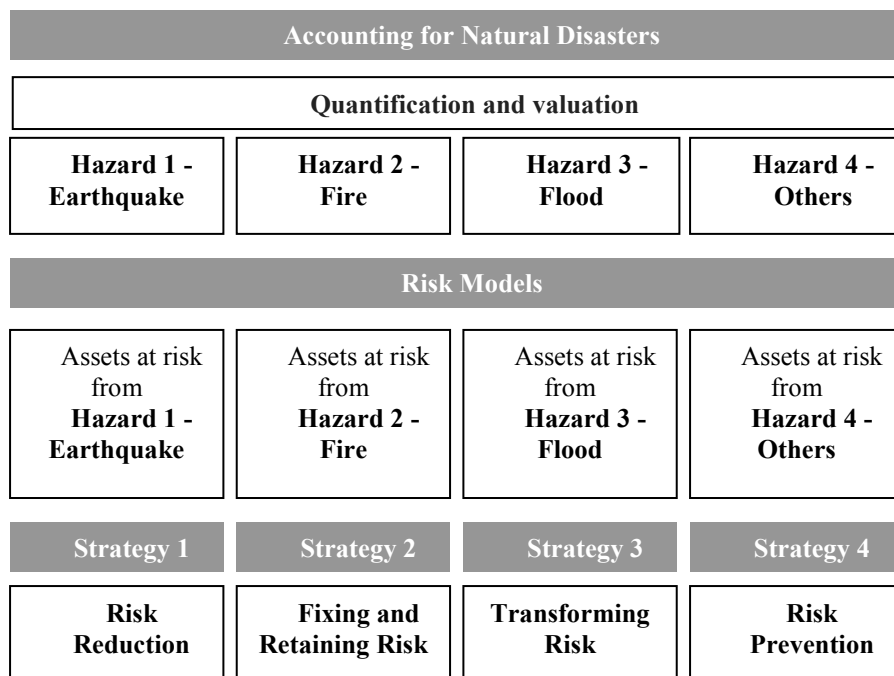 Accounting for Natural Disasters
Quantification and valuation
Hazard 1 -
Earthquake
Hazard 2 -
Fire
Hazard 3 -
Flood
Hazard 4 -
Others
Risk Models
Assets at risk
from
Hazard 1 -
Earthquake
Assets at risk
from
Hazard 2 -
Fire
Assets at risk
from
Hazard 3 -
Flood
Assets at risk
from
Hazard 4 -
Others
Strategy 1
Strategy 2
Strategy 3
Strategy 4
Risk
Reduction
Fixing and
Retaining Risk
Transforming
Risk
Risk
Prevention